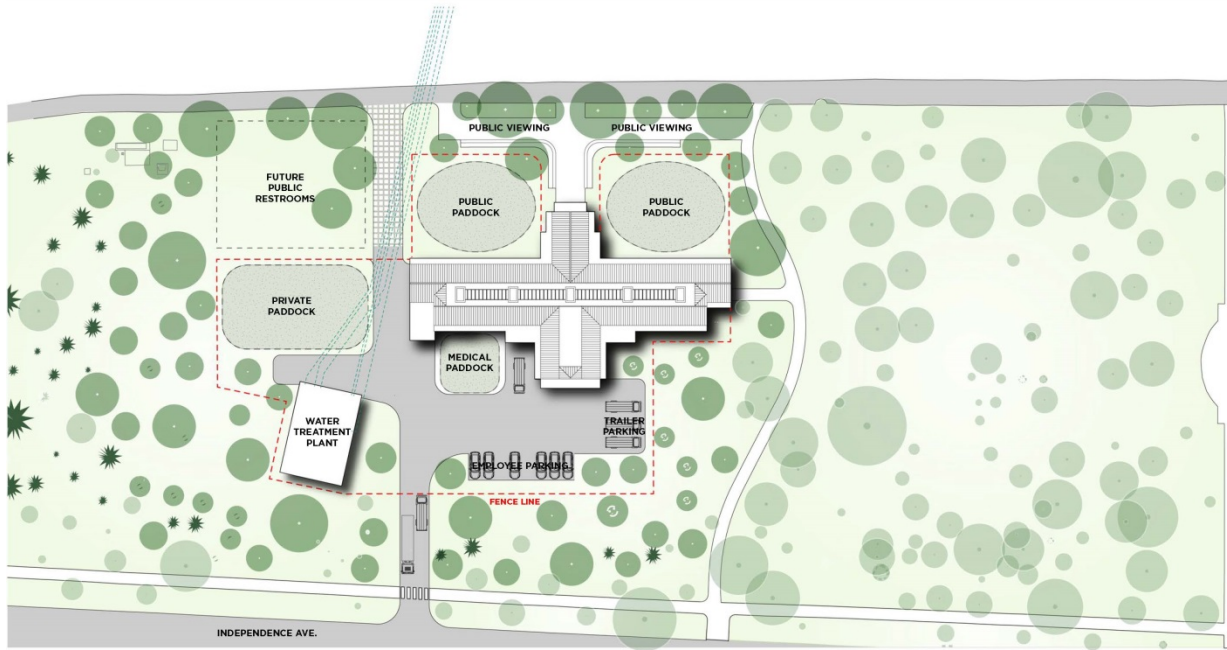 PUBLIC VIEWING
PUBLIC VIEWING
FUTURE
PUBLIC
RESTROOMS
PUBLIC
PADDOCK
PUBLIC
PADDOCK
PRIVATE
PADDOCK
MEDICAL
PADDOCK
WATER
TREATMENT
PLANT
TRAILER
PARKING
EMPLOYEE PARKING
FENCE LINE
INDEPENDENCE AVE.